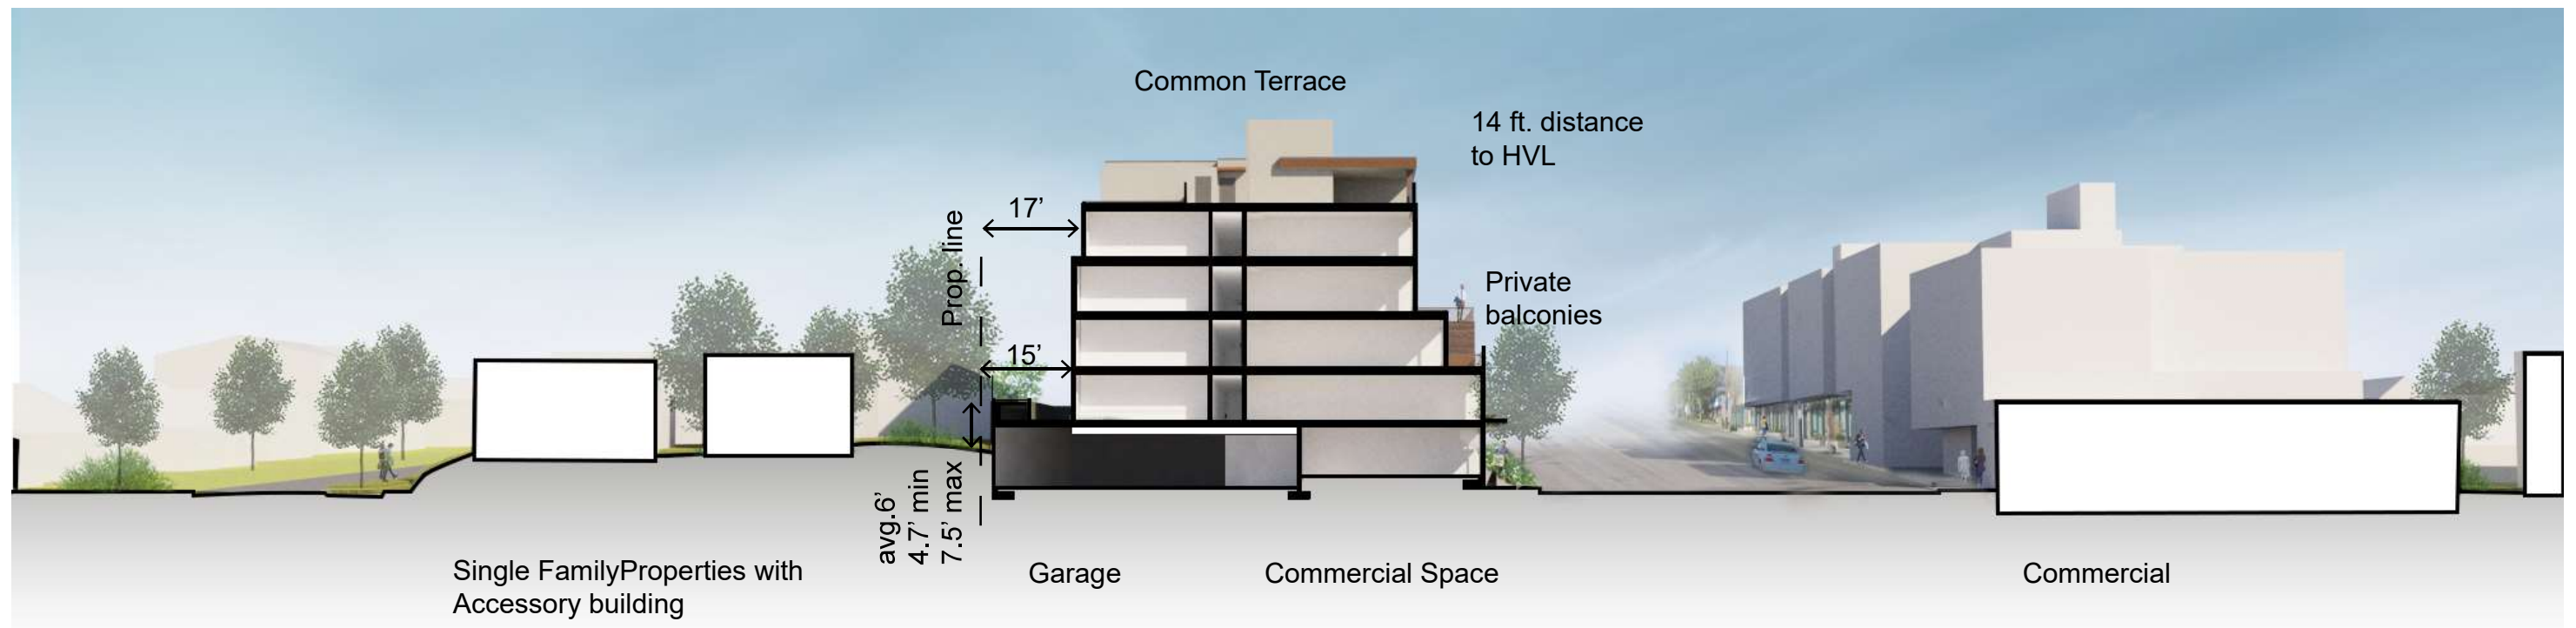 Common Terrace
14 ft. distance
to HVL
17’
Prop. line
Private
balconies
15’
avg.6’
4.7’ min
7.5’ max
Single FamilyProperties with
Accessory building
Garage
Commercial Space
Commercial